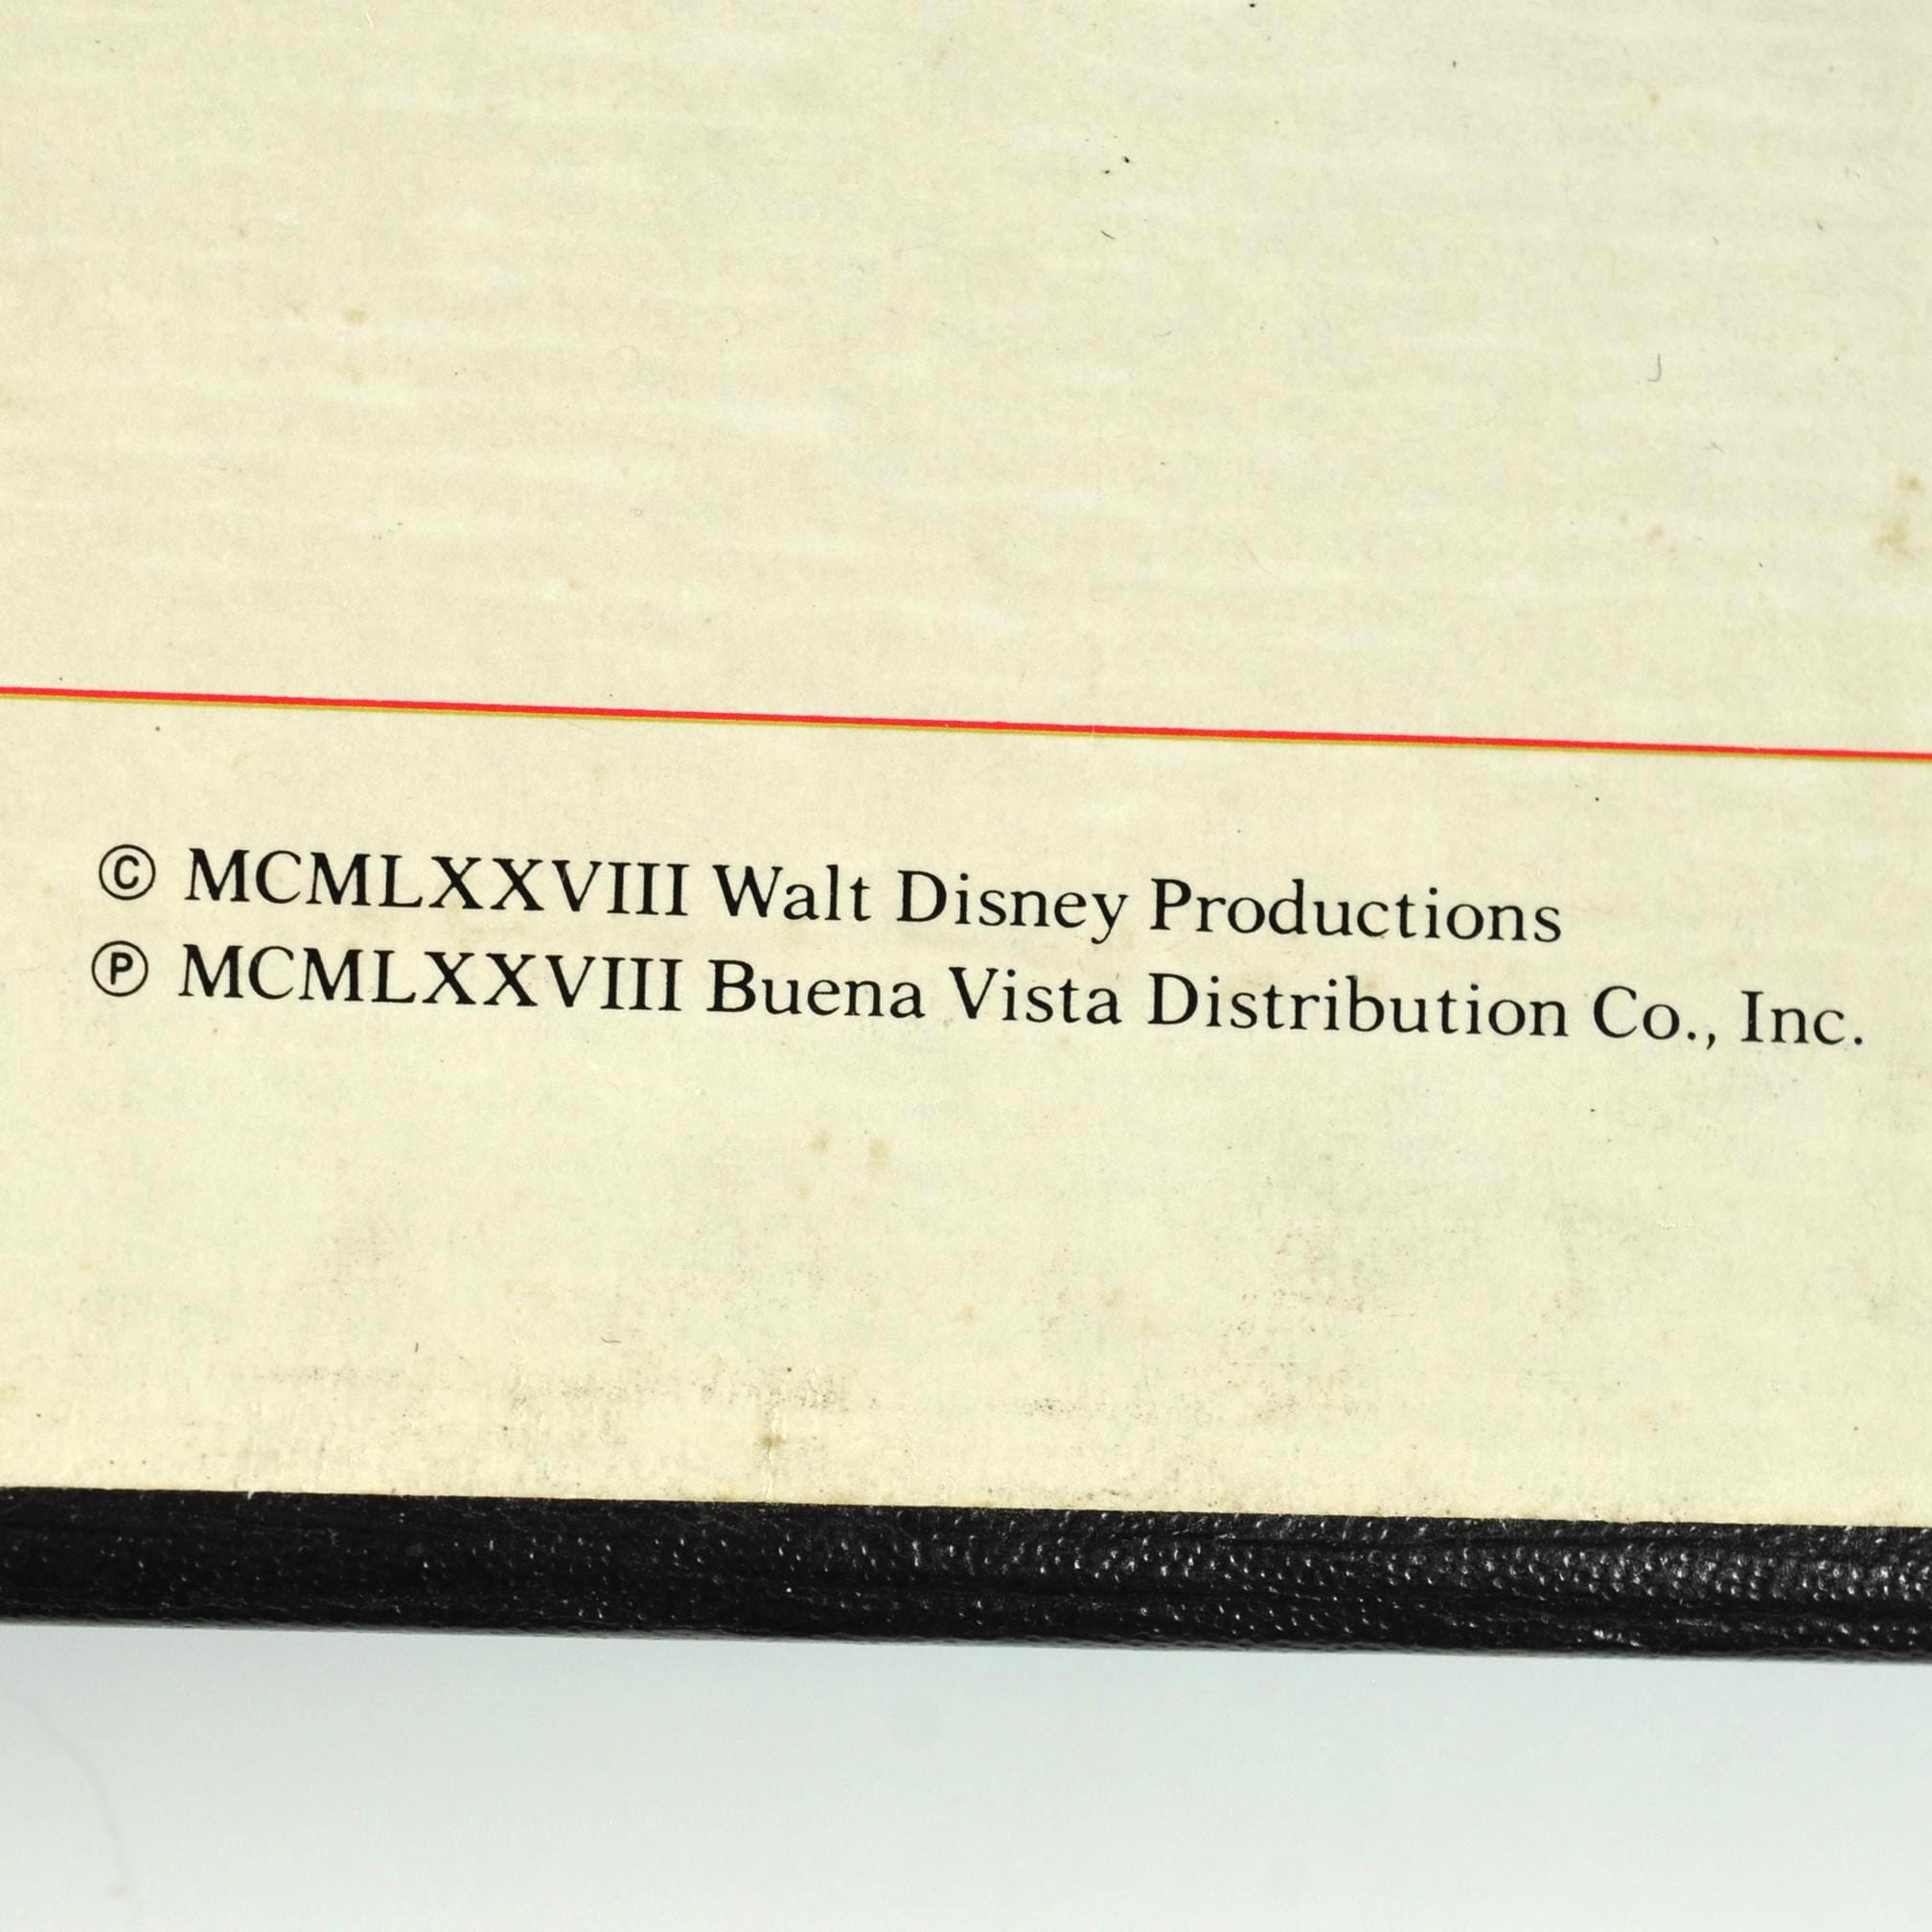 © MCMLXXVIII Walt Disney Productions
℗ MCMLXXVIII Buena Vista Distribution Co., Inc.